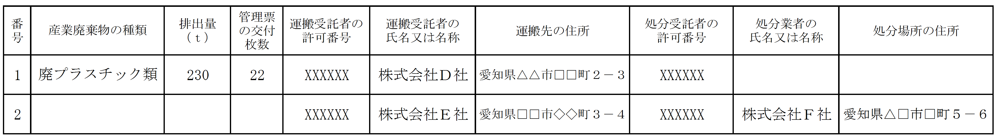 番
号
産業廃棄物の種類
排出量
（ｔ）
管理票
の交付
枚数
運搬受託者の
許可番号
運搬受託者の
氏名又は名称
運搬先の住所
処分受託者の
許可番号
処分業者の
氏名又は名称
処分場所の住所
1 廃プラスチック類 230 22 XXXXXX 株式会社Ｄ社 愛知県△△市□□町２－３ XXXXXX
2 XXXXXX 株式会社Ｅ社 愛知県□□市◇◇町３－４ XXXXXX 株式会社Ｆ社 愛知県△□市□町５－６